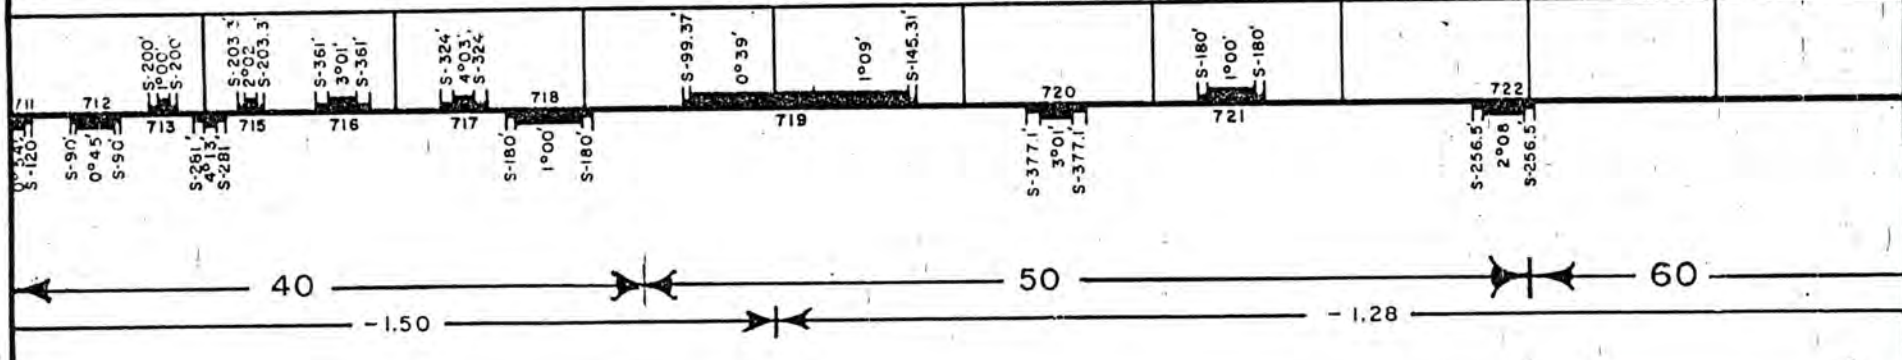 S-200'
1°00'
S-200'
S-203.3'
2°02
S-203.3'
S-361'
3°01'
S-361'
S-324'
4°03'
S-324
S-99.37'
0°39'
1°09'
S-145.31'
S-180'
1°00'
S-180'
711
712
718
720
722
713
715
716
717
719
721
S-120'
S-90'
0°45'
S-90'
S-281'
4°13'
S-281'
S-180'
1°00'
S-180'
S-377.1'
3°01'
S-377.1'
S-256.5'
2°08
S-256.5'
40
50
60
-1.50
-1.28